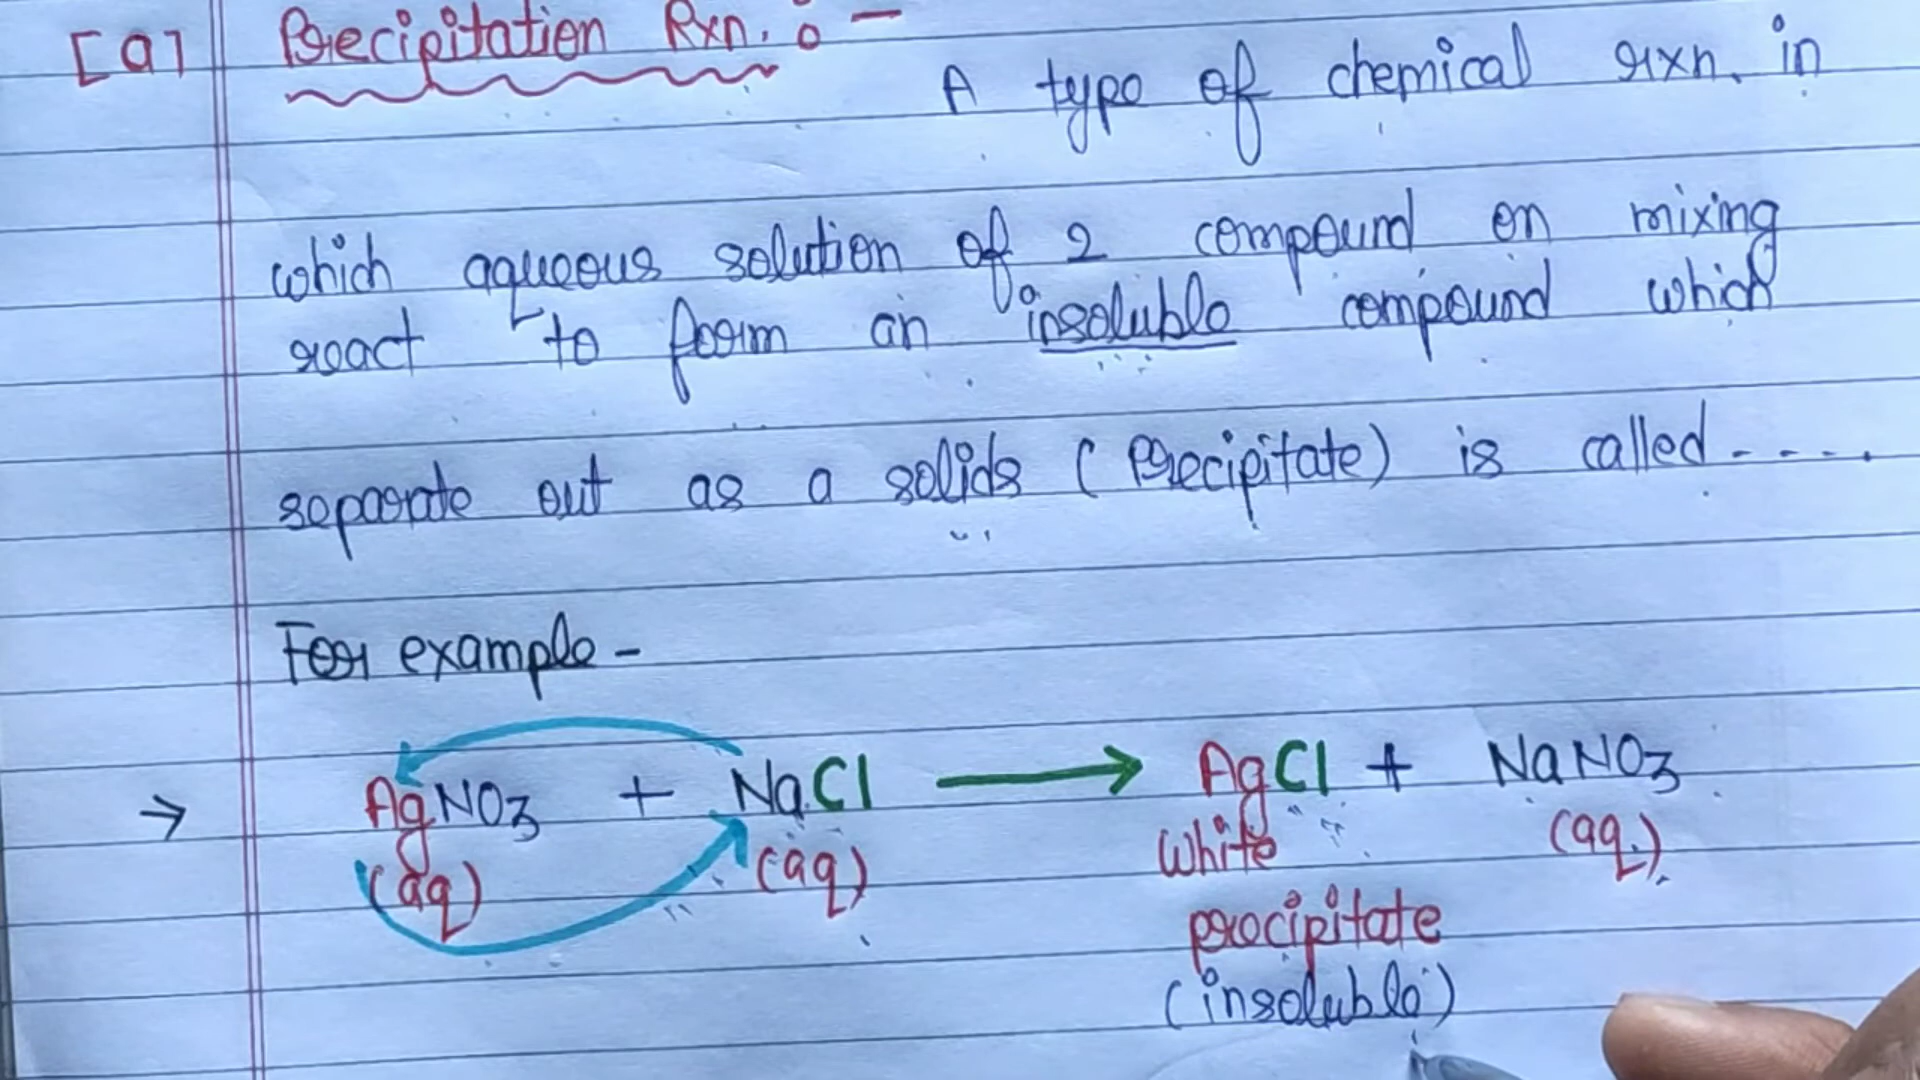 [a] Precipitation Rxn. :-
A type of chemical rxn. in
which aqueous solution of 2 compound on mixing
react to form an insoluble compound which
separate out as a solids (Precipitate) is called-----.
For example-
→ AgNO3 + NaCl → AgCl + NaNO3
(aq) (aq) White (aq.)
precipitate
(insoluble)